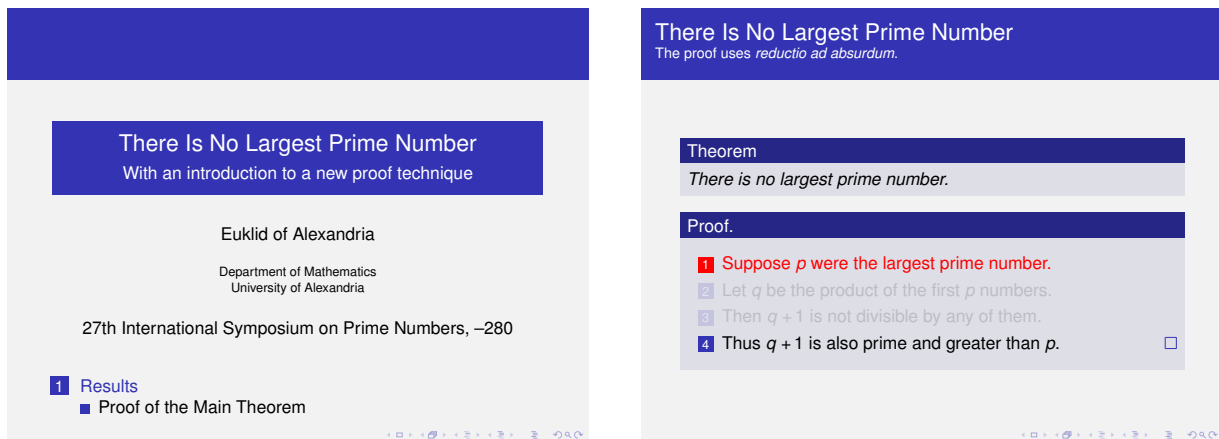 There Is No Largest Prime Number
With an introduction to a new proof technique
Euklid of Alexandria
Department of Mathematics
University of Alexandria
27th International Symposium on Prime Numbers, –280
1 Results
Proof of the Main Theorem
There Is No Largest Prime Number
The proof uses reductio ad absurdum.
Theorem
There is no largest prime number.
Proof.
1 Suppose p were the largest prime number.
2 Let q be the product of the first p numbers.
3 Then q + 1 is not divisible by any of them.
4 Thus q + 1 is also prime and greater than p.